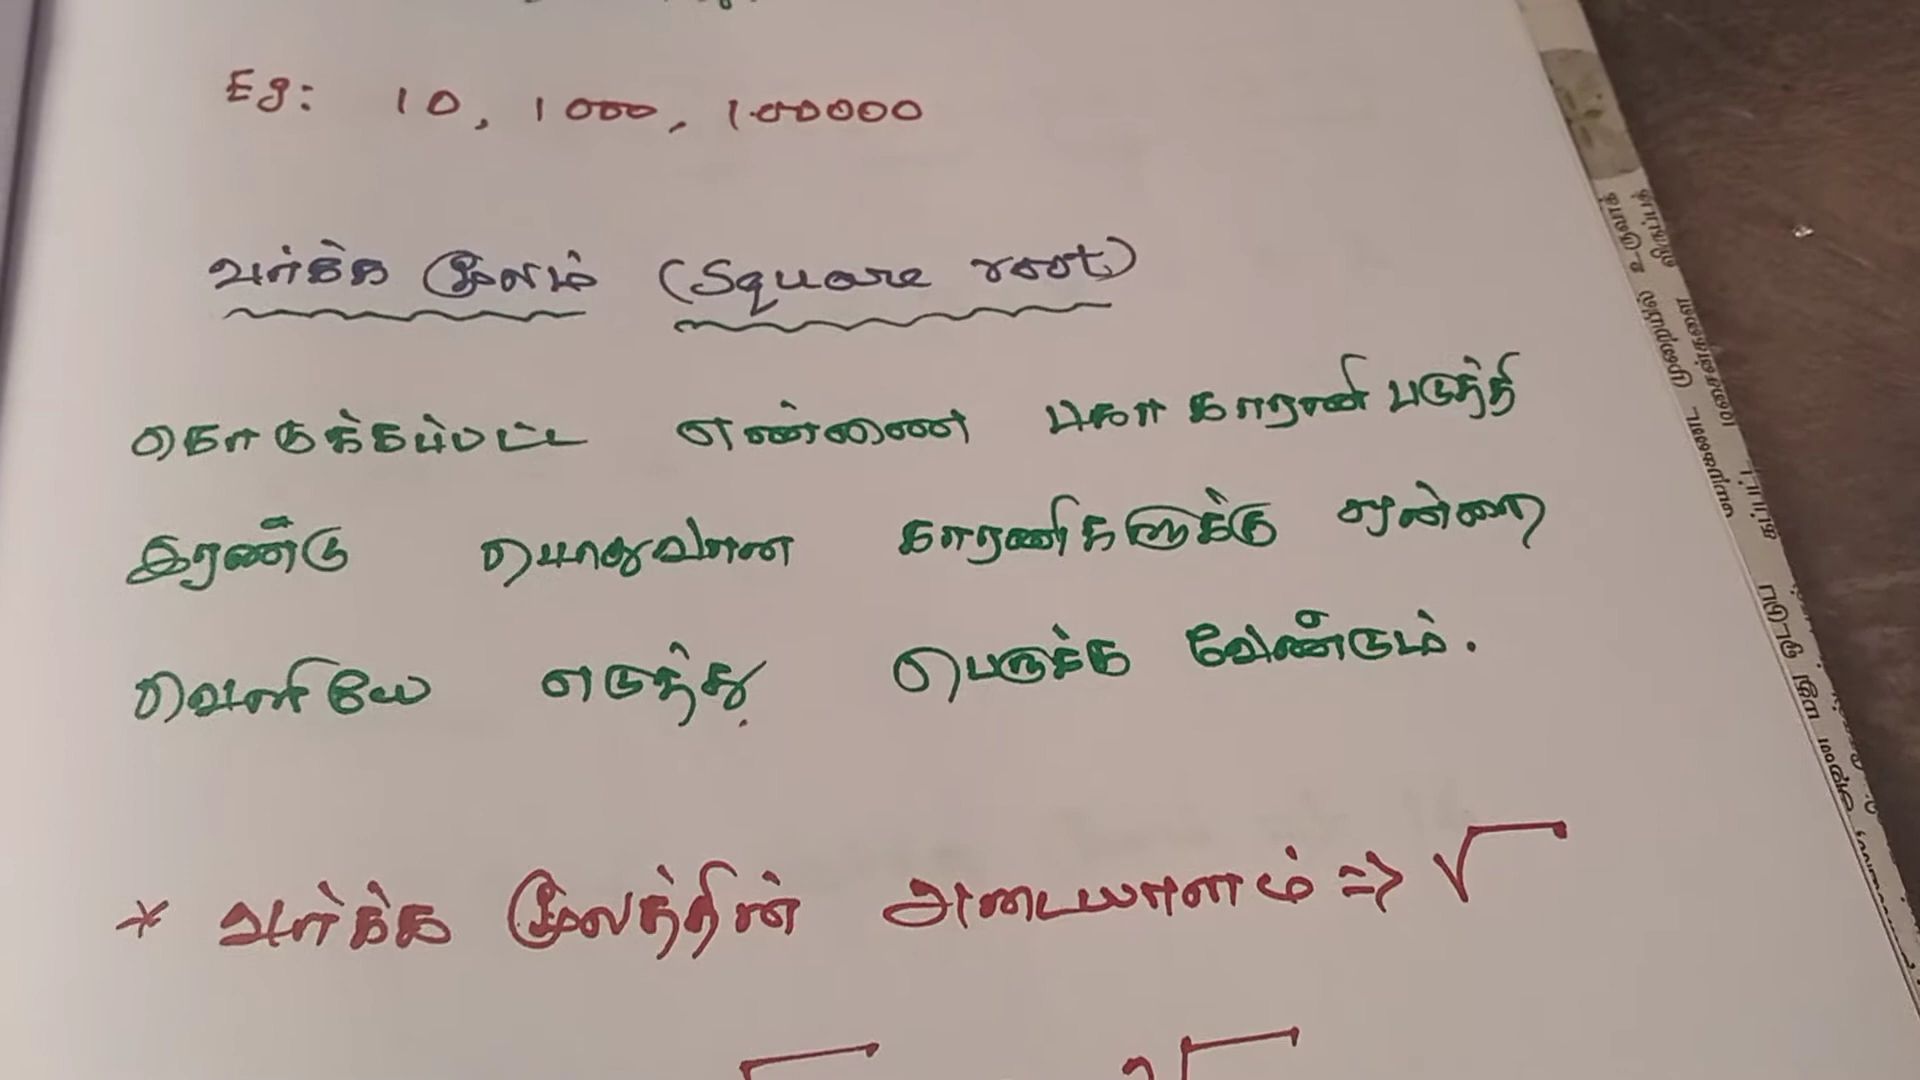 Eg: 10, 1000, 100000
வர்க்க மூலம் (Square root)
கொடுக்கப்பட்ட எண்ணை பகா காரணி படுத்தி
இரண்டு பொதுவான காரணிகளுக்கு ஒன்றை
வெளியே எடுத்து பெருக்க வேண்டும்.
* வர்க்க மூலத்தின் அடையாளம் => √